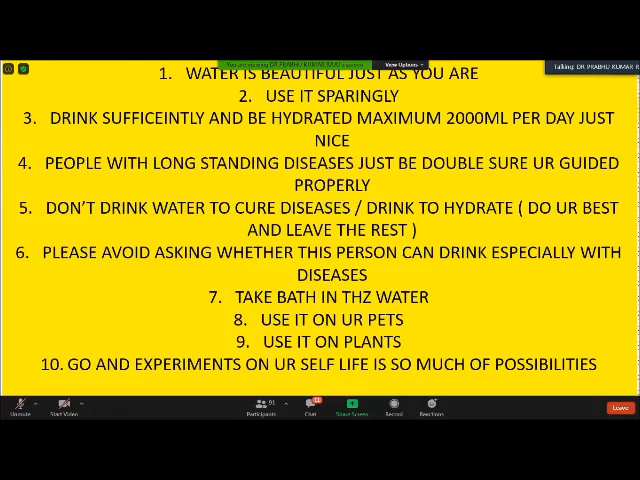 You are viewing DR PRABHU KUMAR RAJU's screen
View Options
Talking: DR PRABHU KUMAR R
1. WATER IS BEAUTIFUL JUST AS YOU ARE
2. USE IT SPARINGLY
3. DRINK SUFFICEINTLY AND BE HYDRATED MAXIMUM 2000ML PER DAY JUST
NICE
4. PEOPLE WITH LONG STANDING DISEASES JUST BE DOUBLE SURE UR GUIDED
PROPERLY
5. DON’T DRINK WATER TO CURE DISEASES / DRINK TO HYDRATE ( DO UR BEST
AND LEAVE THE REST )
6. PLEASE AVOID ASKING WHETHER THIS PERSON CAN DRINK ESPECIALLY WITH
DISEASES
7. TAKE BATH IN THZ WATER
8. USE IT ON UR PETS
9. USE IT ON PLANTS
10. GO AND EXPERIMENTS ON UR SELF LIFE IS SO MUCH OF POSSIBILITIES
Unmute
Start Video
91
Participants
Chat
Share Screen
Record
Reactions
Leave